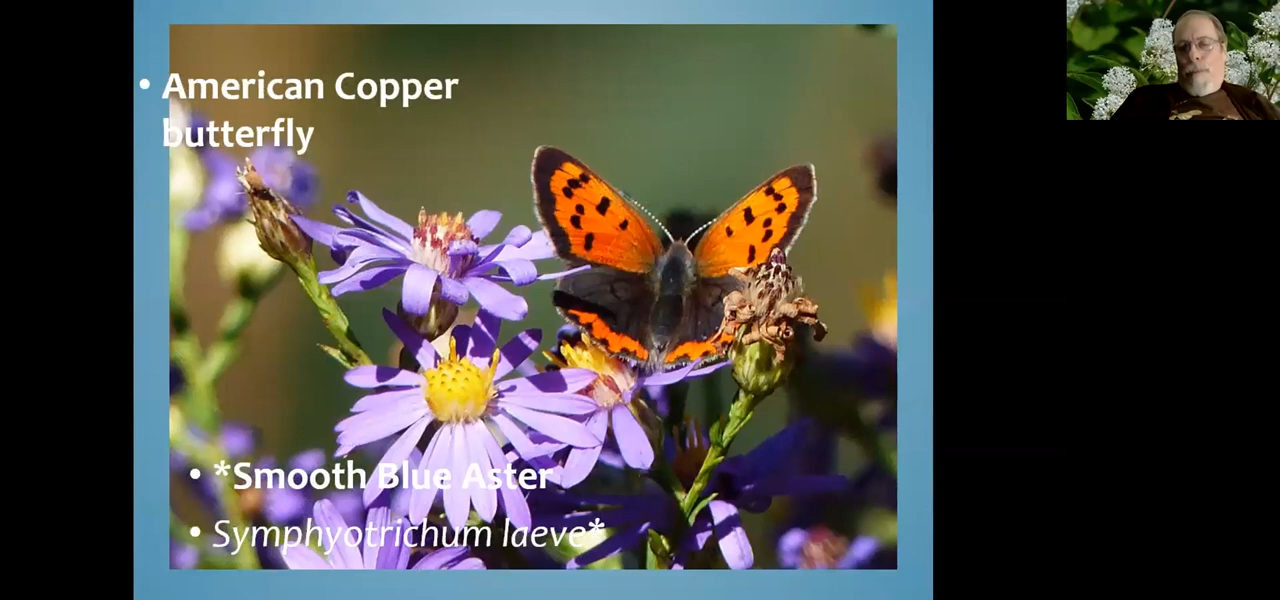 • American Copper
butterfly
• *Smooth Blue Aster
• Symphyotrichum laeve*